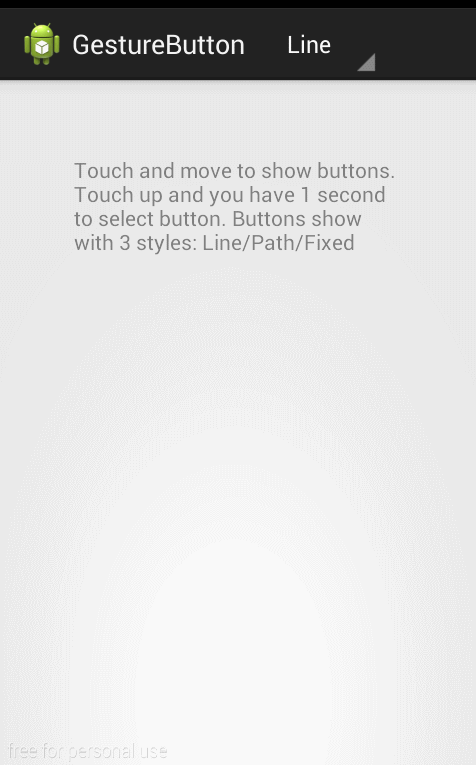 GestureButton Line
Touch and move to show buttons.
Touch up and you have 1 second
to select button. Buttons show
with 3 styles: Line/Path/Fixed
free for personal use